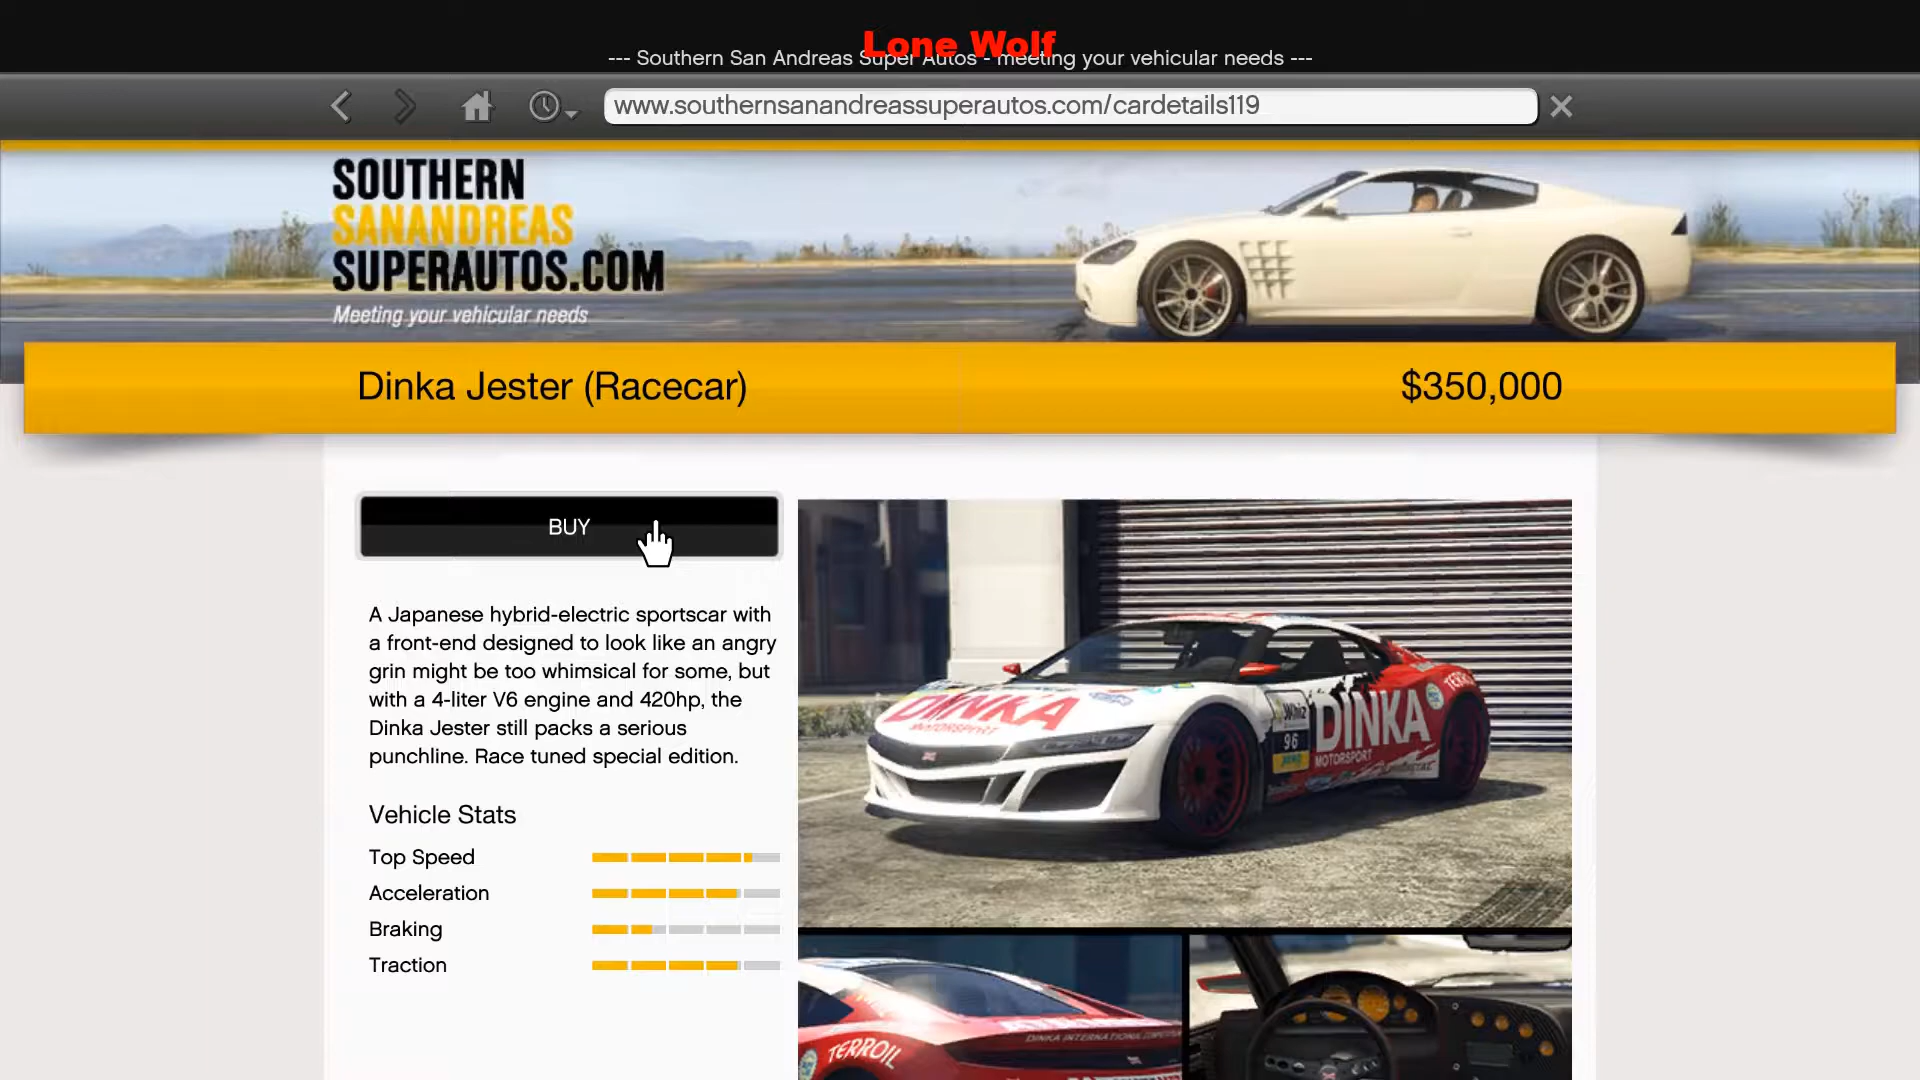 Lone Wolf
--- Southern San Andreas Super Autos - meeting your vehicular needs ---
www.southernsanandreassuperautos.com/cardetails119
SOUTHERN
SANANDREAS
SUPERAUTOS.COM
Meeting your vehicular needs
Dinka Jester (Racecar) $350,000
BUY
A Japanese hybrid-electric sportscar with
a front-end designed to look like an angry
grin might be too whimsical for some, but
with a 4-liter V6 engine and 420hp, the
Dinka Jester still packs a serious
punchline. Race tuned special edition.
Vehicle Stats
Top Speed
Acceleration
Braking
Traction
DINKA
MOTORSPORT
Whiz
96
DINKA
MOTORSPORT
TERROIL